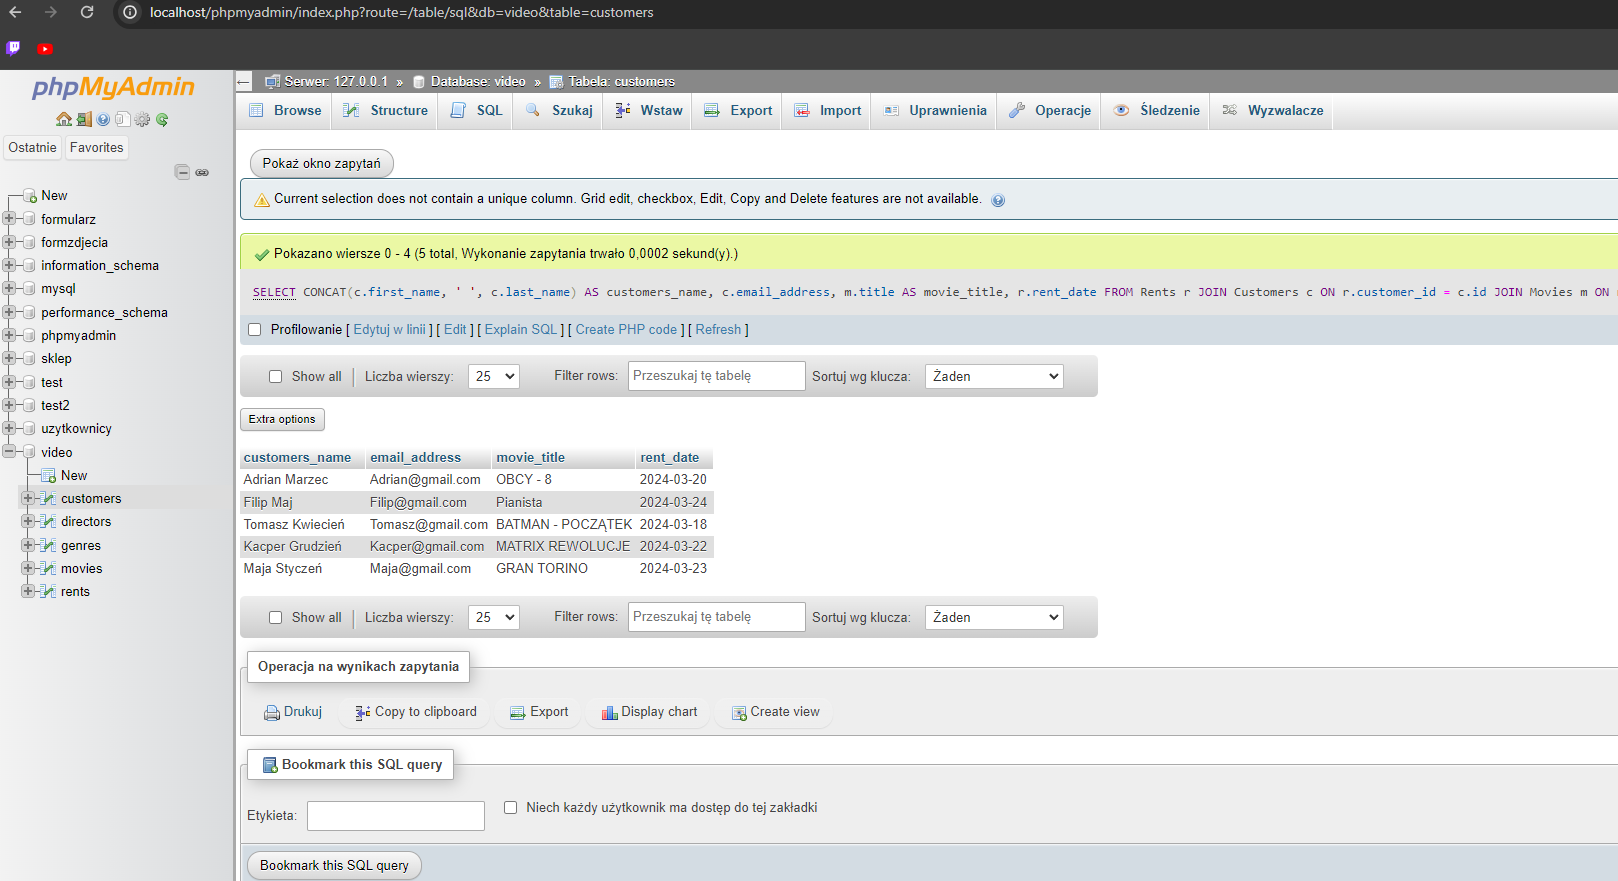 localhost/phpmyadmin/index.php?route=/table/sql&db=video&table=customers
phpMyAdmin
Ostatnie Favorites
New
formularz
formzdjecia
information_schema
mysql
performance_schema
phpmyadmin
sklep
test
test2
uzytkownicy
video
New
customers
directors
genres
movies
rents
Serwer: 127.0.0.1 » Database: video » Tabela: customers
Browse Structure SQL Szukaj Wstaw Export Import Uprawnienia Operacje Śledzenie Wyzwalacze
Pokaż okno zapytań
Current selection does not contain a unique column. Grid edit, checkbox, Edit, Copy and Delete features are not available.
Pokazano wiersze 0 - 4 (5 total, Wykonanie zapytania trwało 0,0002 sekund(y).)
SELECT CONCAT(c.first_name, ' ', c.last_name) AS customers_name, c.email_address, m.title AS movie_title, r.rent_date FROM Rents r JOIN Customers c ON r.customer_id = c.id JOIN Movies m ON
Profilowanie [ Edytuj w linii ] [ Edit ] [ Explain SQL ] [ Create PHP code ] [ Refresh ]
Show all | Liczba wierszy: 25 Filter rows: Przeszukaj tę tabelę Sortuj wg klucza: Żaden
Extra options
customers_name email_address movie_title rent_date
Adrian Marzec Adrian@gmail.com OBCY - 8 2024-03-20
Filip Maj Filip@gmail.com Pianista 2024-03-24
Tomasz Kwiecień Tomasz@gmail.com BATMAN - POCZĄTEK 2024-03-18
Kacper Grudzień Kacper@gmail.com MATRIX REWOLUCJE 2024-03-22
Maja Styczeń Maja@gmail.com GRAN TORINO 2024-03-23
Show all | Liczba wierszy: 25 Filter rows: Przeszukaj tę tabelę Sortuj wg klucza: Żaden
Operacja na wynikach zapytania
Drukuj Copy to clipboard Export Display chart Create view
Bookmark this SQL query
Etykieta: Niech każdy użytkownik ma dostęp do tej zakładki
Bookmark this SQL query